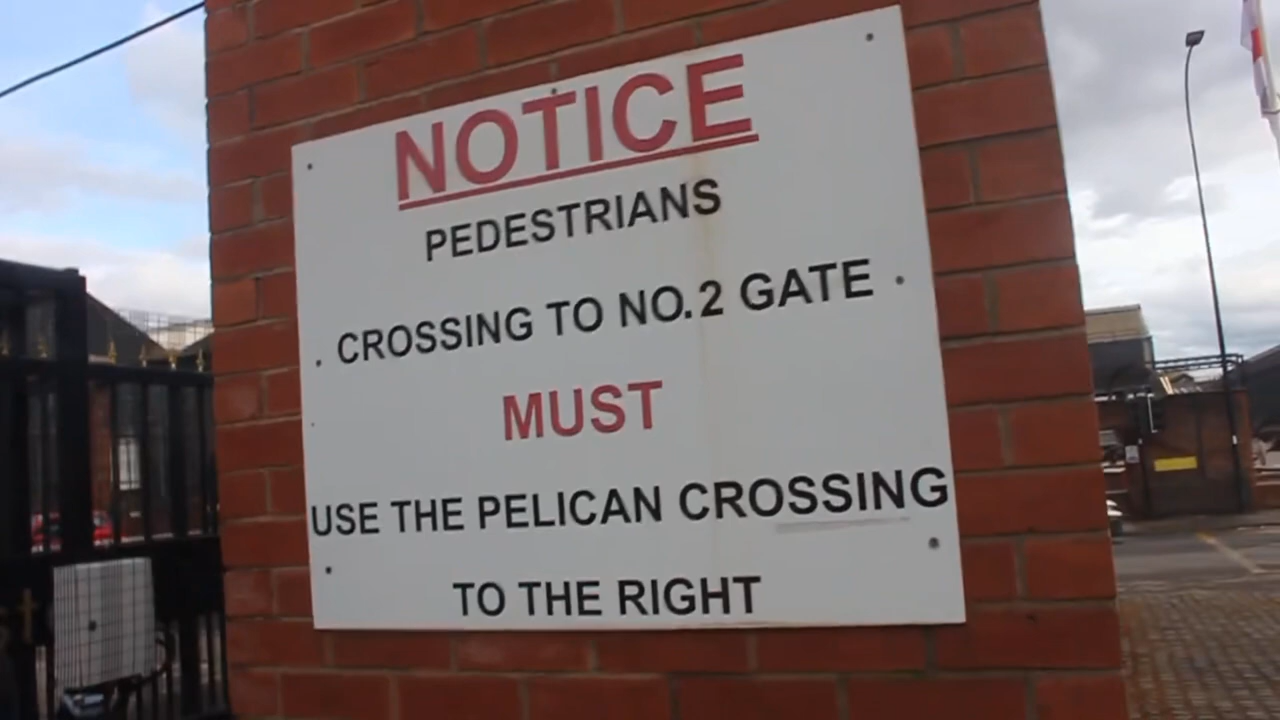 NOTICE
PEDESTRIANS
CROSSING TO NO.2 GATE
MUST
USE THE PELICAN CROSSING
TO THE RIGHT